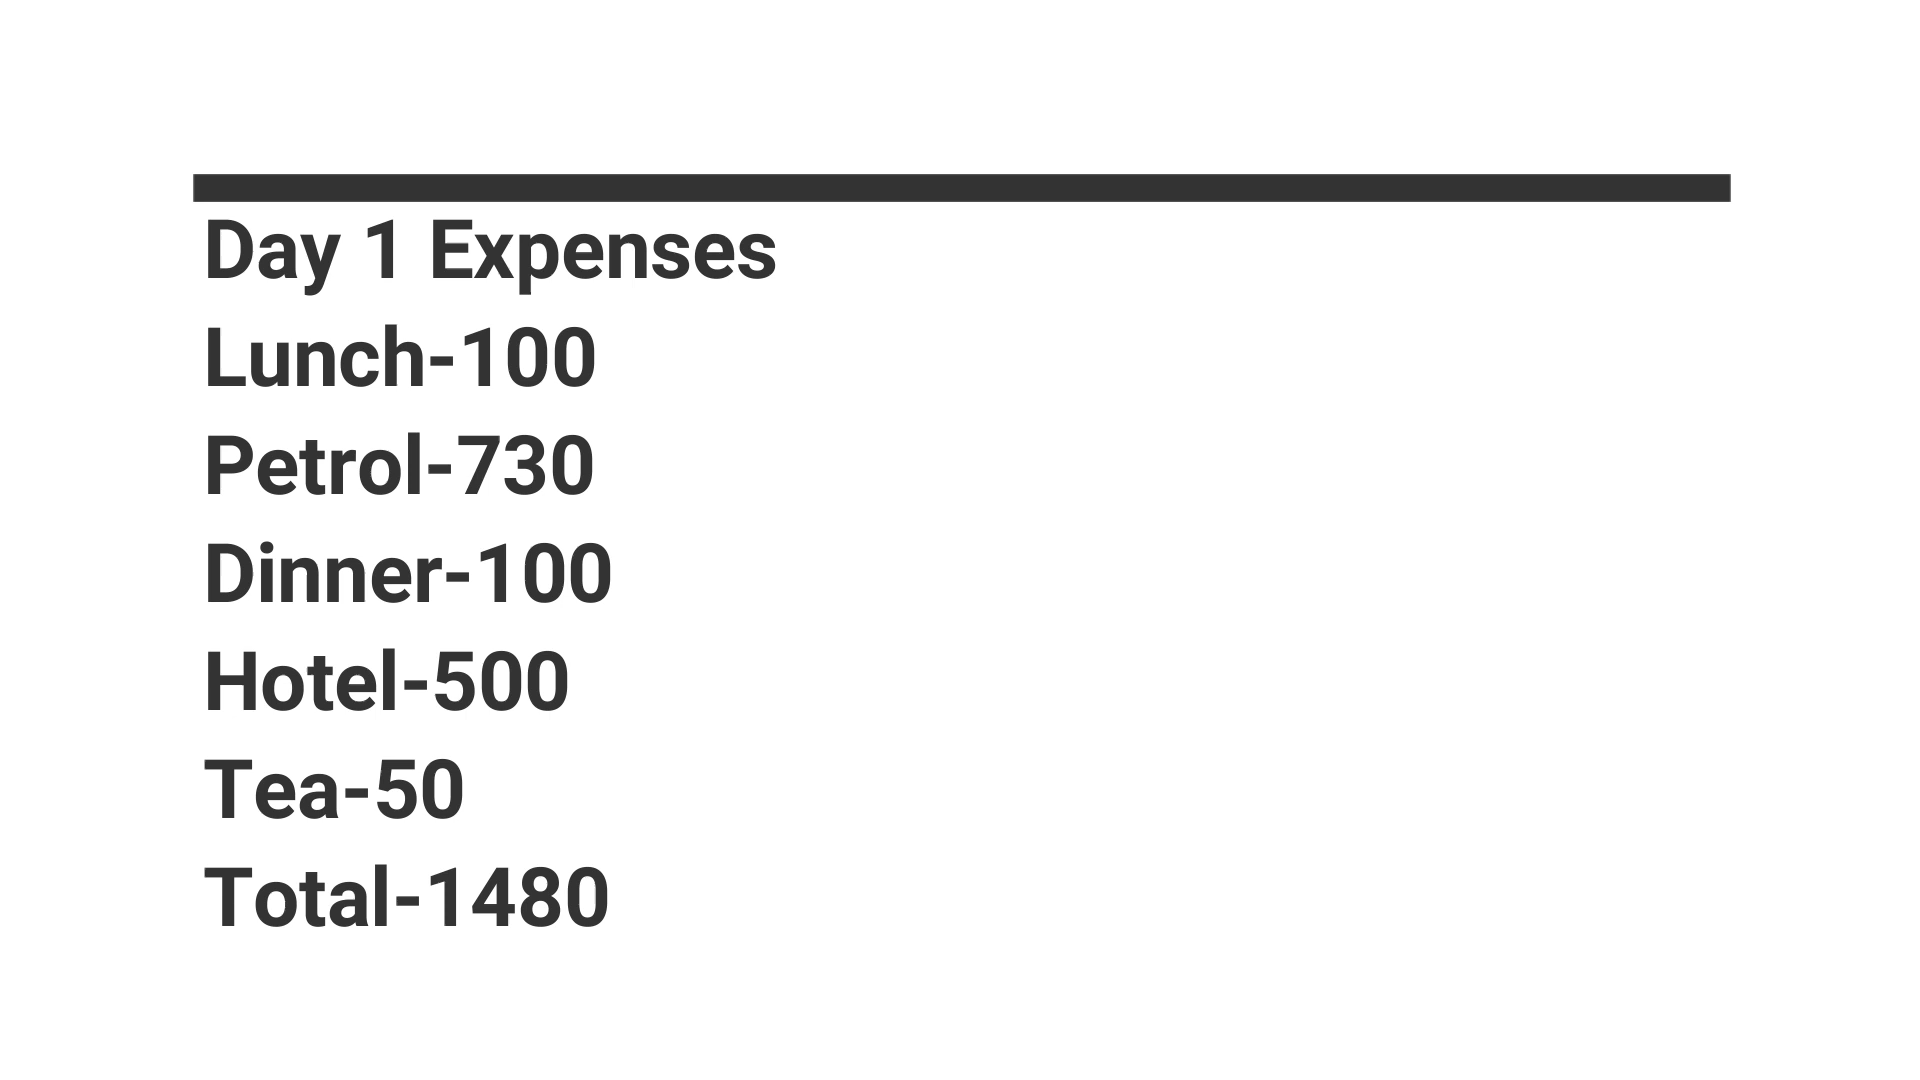 Day 1 Expenses
Lunch-100
Petrol-730
Dinner-100
Hotel-500
Tea-50
Total-1480